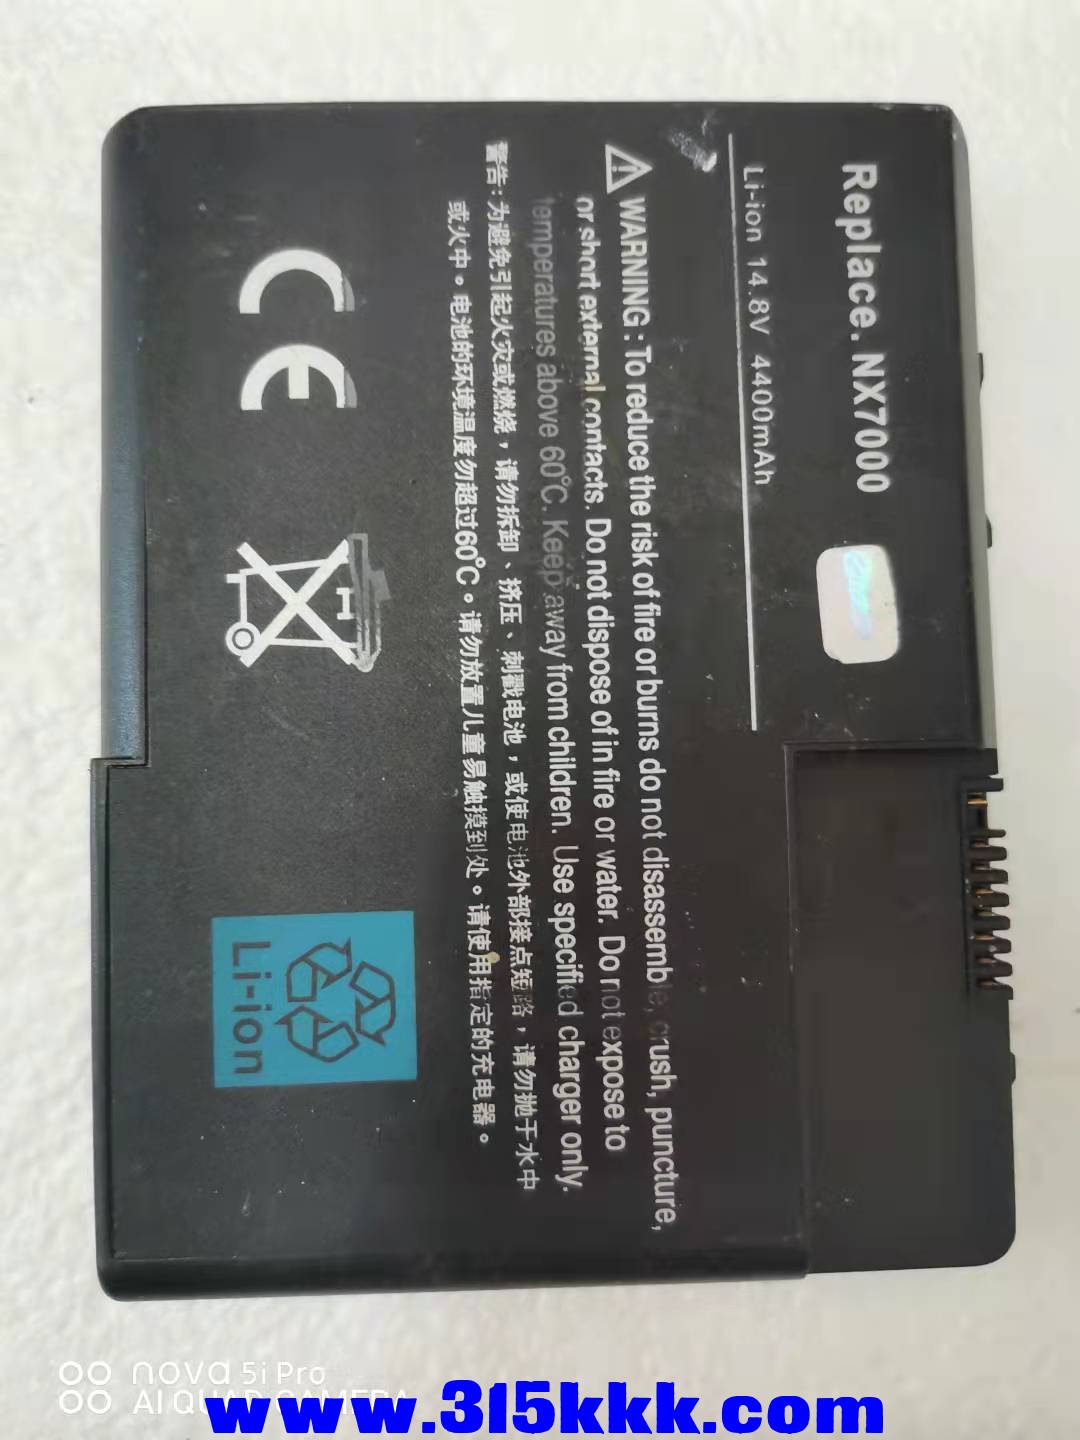 Replace. NX7000
Li-ion 14.8V 4400mAh
WARNING : To reduce the risk of fire or burns do not disassemble, crush, puncture,
or short external contacts. Do not dispose of in fire or water. Do not expose to
temperatures above 60°C. Keep away from children. Use specified charger only.
警告：为避免引起火灾或燃烧，请勿拆卸、挤压、刺戳电池，或使电池外部接点短路，请勿抛于水中
或火中。电池的环境温度勿超过60°C。请勿放置儿童易触摸到处。请使用指定的充电器。
CE
Li-ion
nova 5i Pro
AI QUAD CAMERA
www.315kkk.com